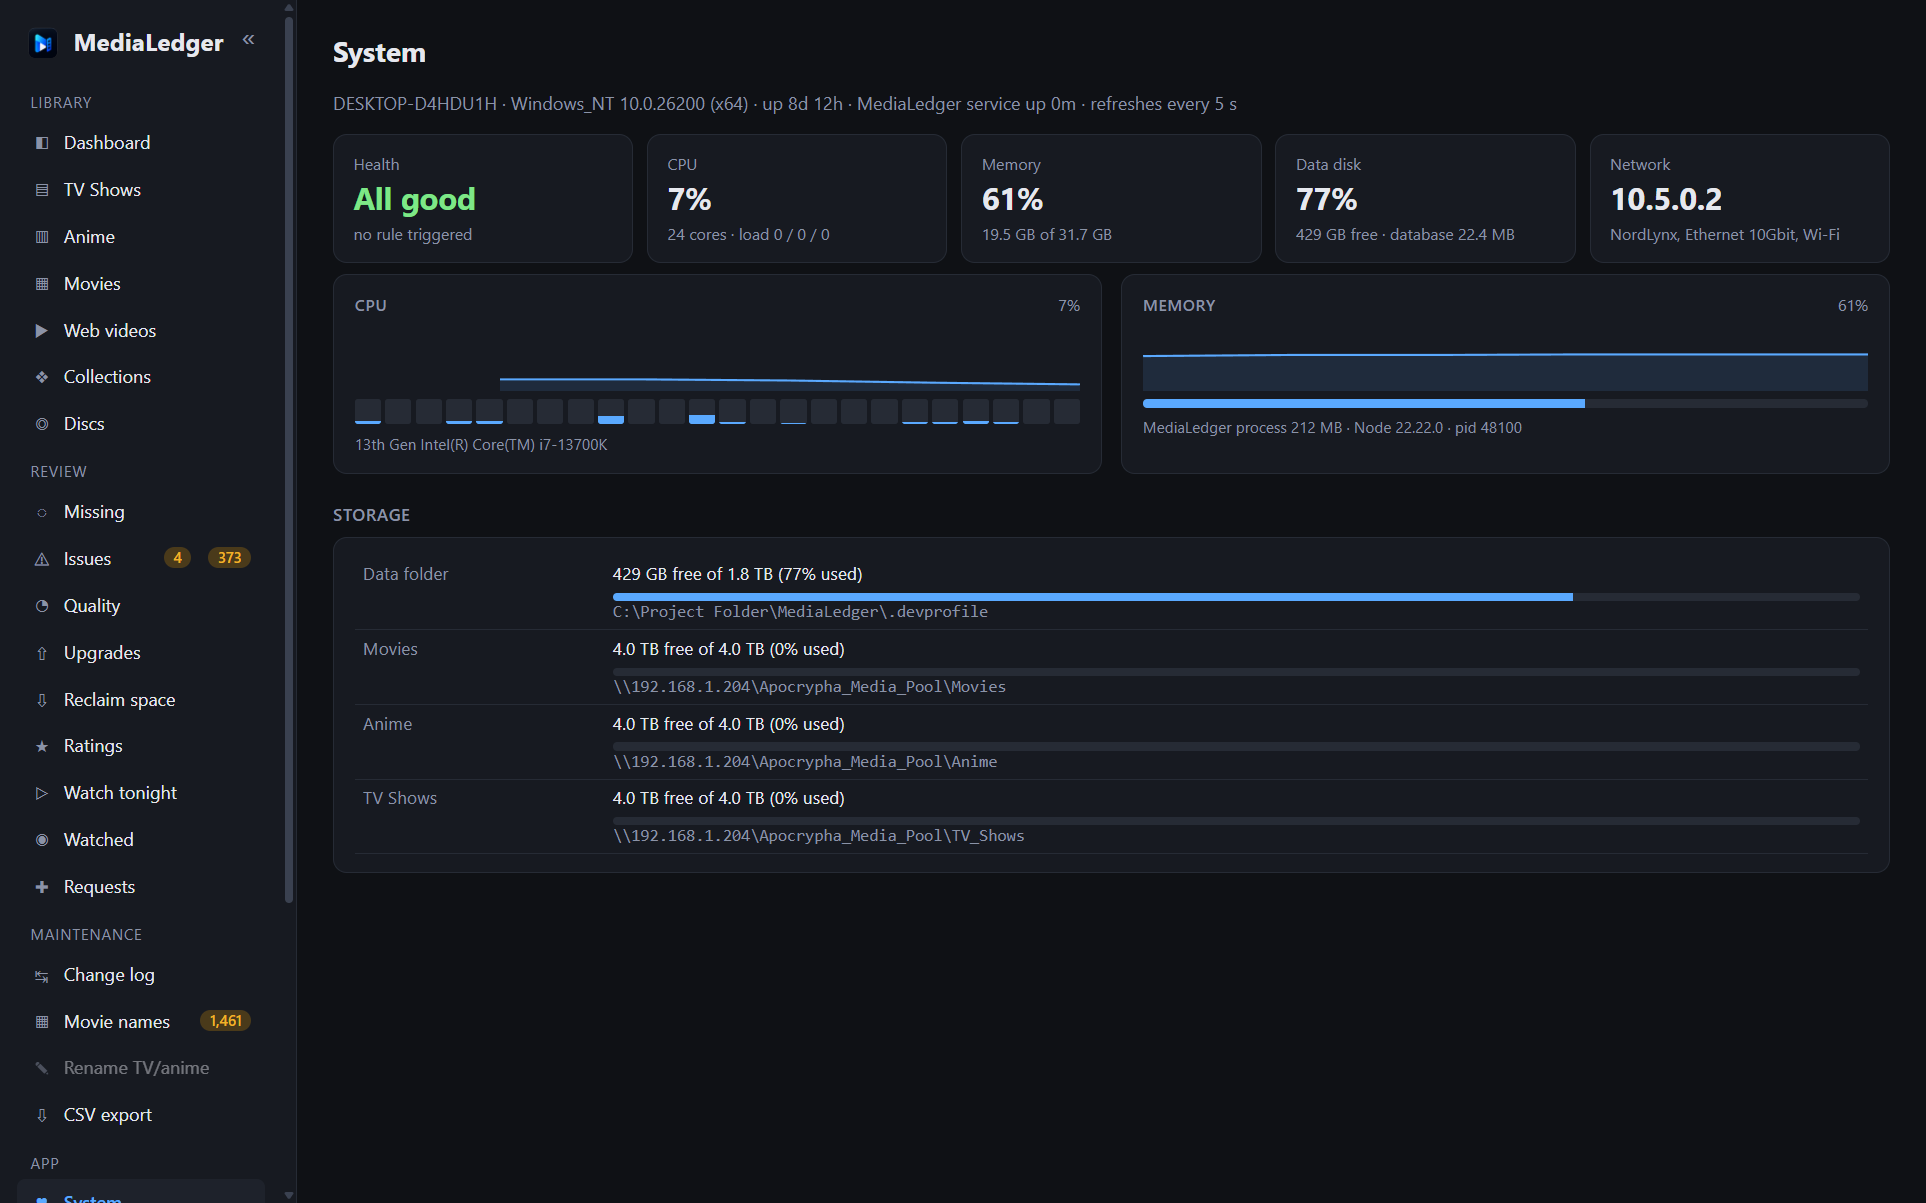 MediaLedger «
LIBRARY
Dashboard
TV Shows
Anime
Movies
Web videos
Collections
Discs
REVIEW
Missing
Issues 4 373
Quality
Upgrades
Reclaim space
Ratings
Watch tonight
Watched
Requests
MAINTENANCE
Change log
Movie names 1,461
Rename TV/anime
CSV export
APP
System
System
DESKTOP-D4HDU1H · Windows_NT 10.0.26200 (x64) · up 8d 12h · MediaLedger service up 0m · refreshes every 5 s
Health
All good
no rule triggered
CPU
7%
24 cores · load 0 / 0 / 0
Memory
61%
19.5 GB of 31.7 GB
Data disk
77%
429 GB free · database 22.4 MB
Network
10.5.0.2
NordLynx, Ethernet 10Gbit, Wi-Fi
CPU 7%
13th Gen Intel(R) Core(TM) i7-13700K
MEMORY 61%
MediaLedger process 212 MB · Node 22.22.0 · pid 48100
STORAGE
Data folder 429 GB free of 1.8 TB (77% used)
C:\Project Folder\MediaLedger\.devprofile
Movies 4.0 TB free of 4.0 TB (0% used)
\\192.168.1.204\Apocrypha_Media_Pool\Movies
Anime 4.0 TB free of 4.0 TB (0% used)
\\192.168.1.204\Apocrypha_Media_Pool\Anime
TV Shows 4.0 TB free of 4.0 TB (0% used)
\\192.168.1.204\Apocrypha_Media_Pool\TV_Shows